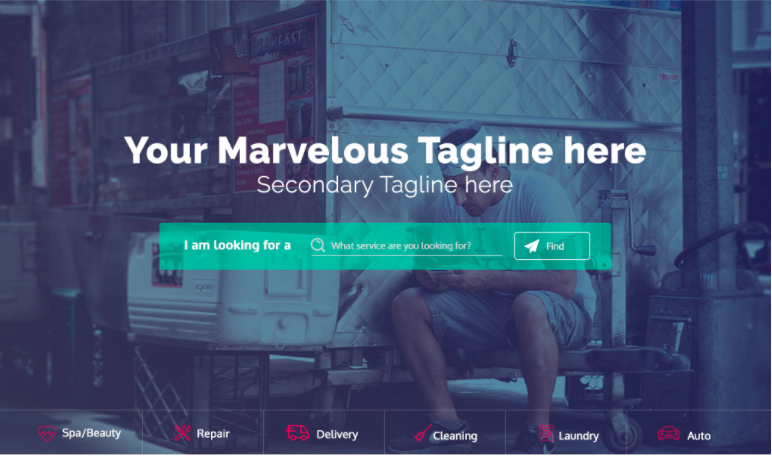 Your Marvelous Tagline here
Secondary Tagline here
I am looking for a
What service are you looking for?
Find
Spa/Beauty
Repair
Delivery
Cleaning
Laundry
Auto